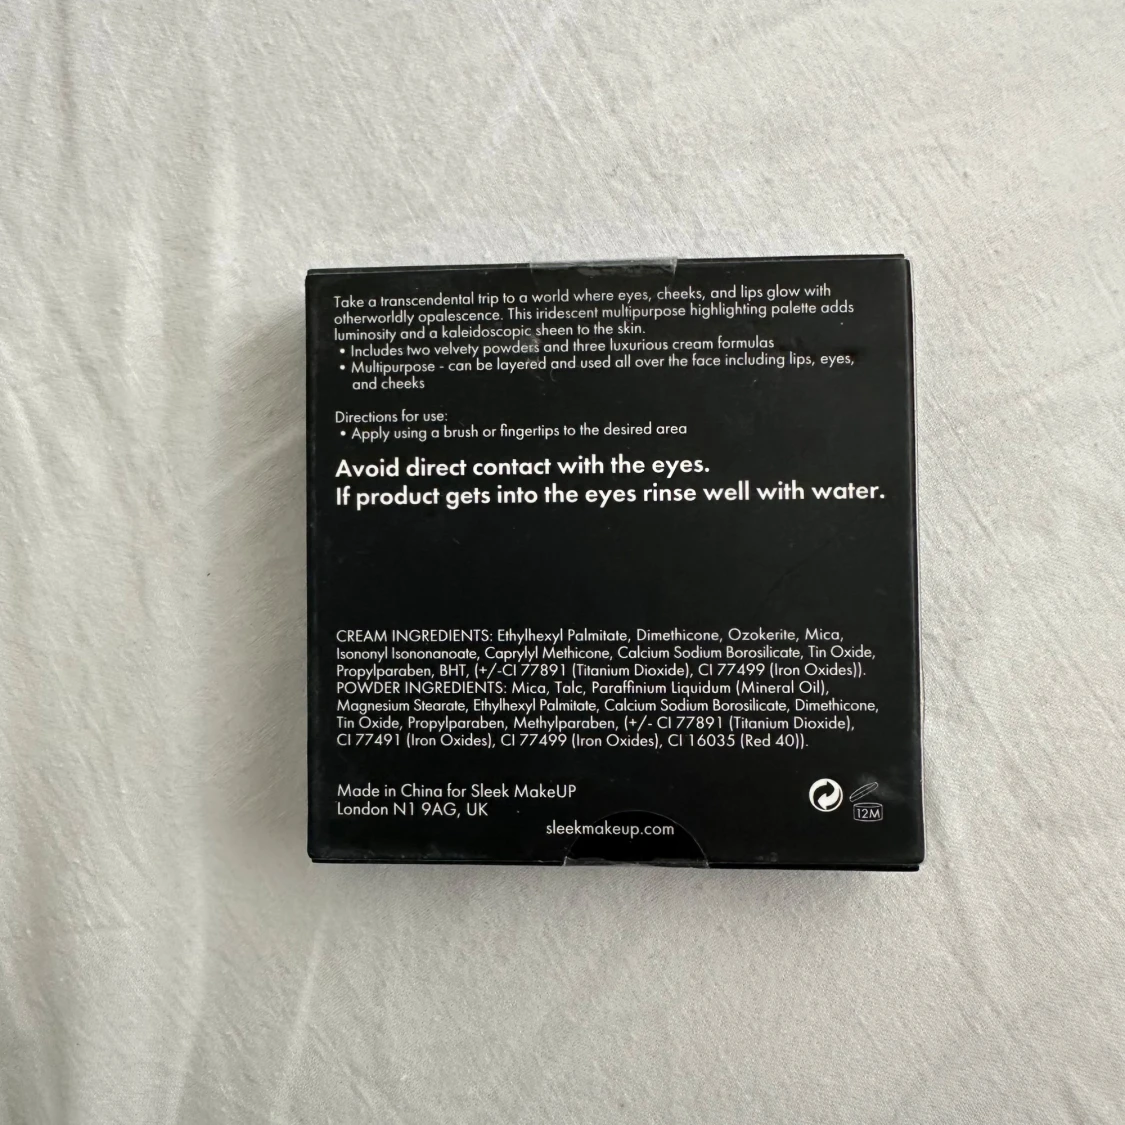 Take a transcendental trip to a world where eyes, cheeks, and lips glow with
otherworldly opalescence. This iridescent multipurpose highlighting palette adds
luminosity and a kaleidoscopic sheen to the skin.
• Includes two velvety powders and three luxurious cream formulas
• Multipurpose - can be layered and used all over the face including lips, eyes,
and cheeks
Directions for use:
• Apply using a brush or fingertips to the desired area
Avoid direct contact with the eyes.
If product gets into the eyes rinse well with water.
CREAM INGREDIENTS: Ethylhexyl Palmitate, Dimethicone, Ozokerite, Mica,
Isononyl Isononanoate, Caprylyl Methicone, Calcium Sodium Borosilicate, Tin Oxide,
Propylparaben, BHT, (+/-CI 77891 (Titanium Dioxide), CI 77499 (Iron Oxides)).
POWDER INGREDIENTS: Mica, Talc, Paraffinium Liquidum (Mineral Oil),
Magnesium Stearate, Ethylhexyl Palmitate, Calcium Sodium Borosilicate, Dimethicone,
Tin Oxide, Propylparaben, Methylparaben, (+/- CI 77891 (Titanium Dioxide),
CI 77491 (Iron Oxides), CI 77499 (Iron Oxides), CI 16035 (Red 40)).
Made in China for Sleek MakeUP
London N1 9AG, UK
12M
sleekmakeup.com